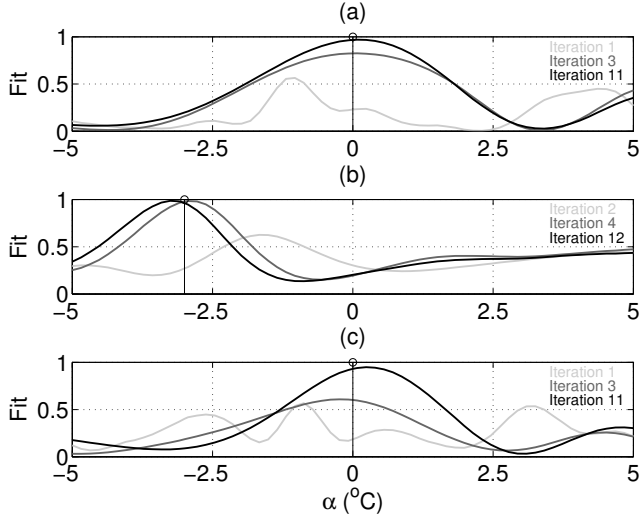 (a)
1
Iteration 1
Iteration 3
Iteration 11
Fit
0.5
0
−5
−2.5
0
2.5
5
(b)
1
Iteration 2
Iteration 4
Iteration 12
Fit
0.5
0
−5
−2.5
0
2.5
5
(c)
1
Iteration 1
Iteration 3
Iteration 11
Fit
0.5
0
−5
−2.5
0
2.5
5
α (°C)